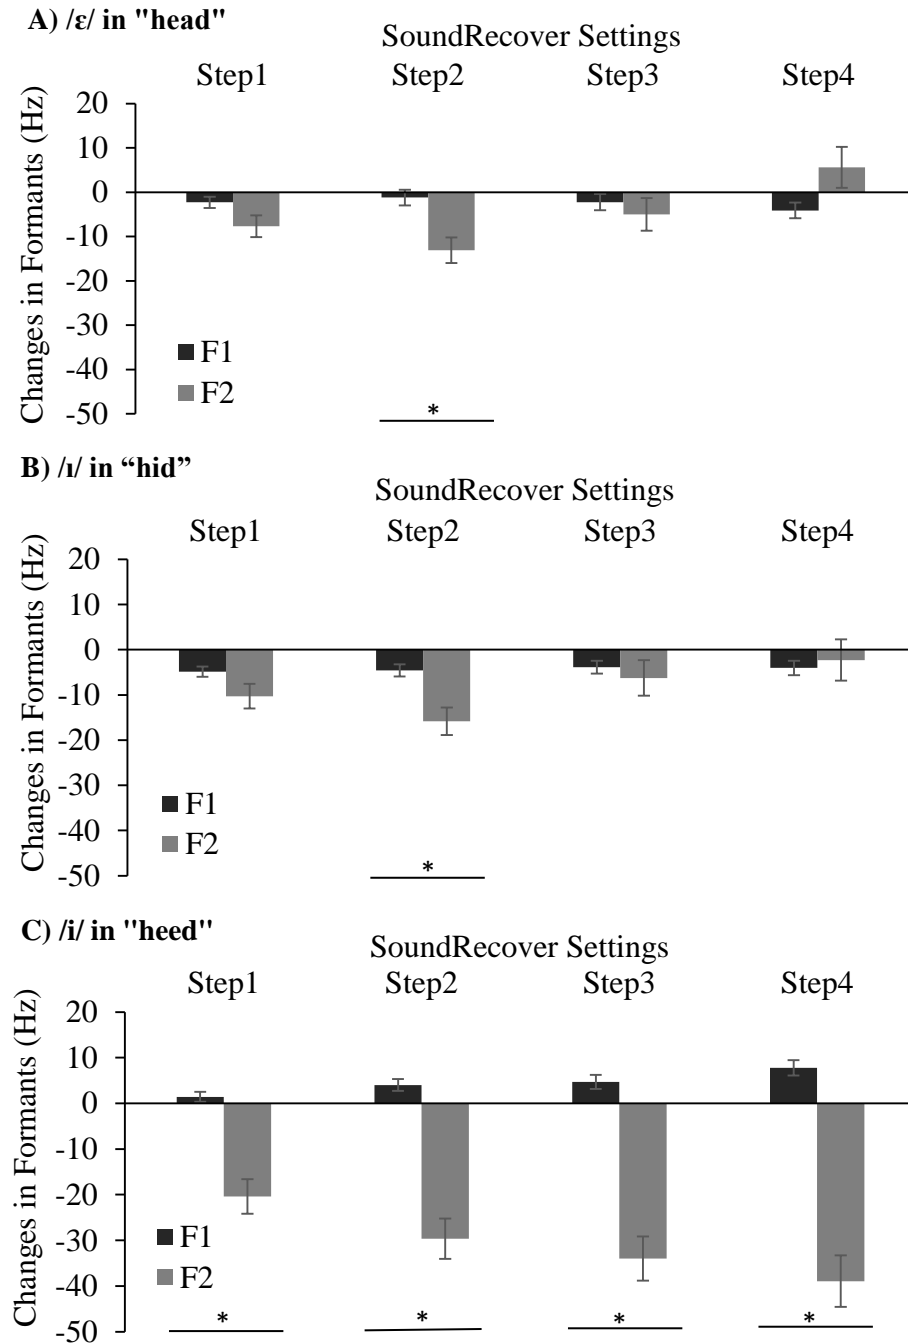 A) /ε/ in "head"
SoundRecover Settings
Step1 Step2 Step3 Step4
Changes in Formants (Hz)
20
10
0
-10
-20
-30
-40
-50
F1
F2
*
B) /ɪ/ in “hid”
SoundRecover Settings
Step1 Step2 Step3 Step4
Changes in Formants (Hz)
20
10
0
-10
-20
-30
-40
-50
F1
F2
*
C) /i/ in "heed"
SoundRecover Settings
Step1 Step2 Step3 Step4
Changes in Formants (Hz)
20
10
0
-10
-20
-30
-40
-50
F1
F2
* * * *